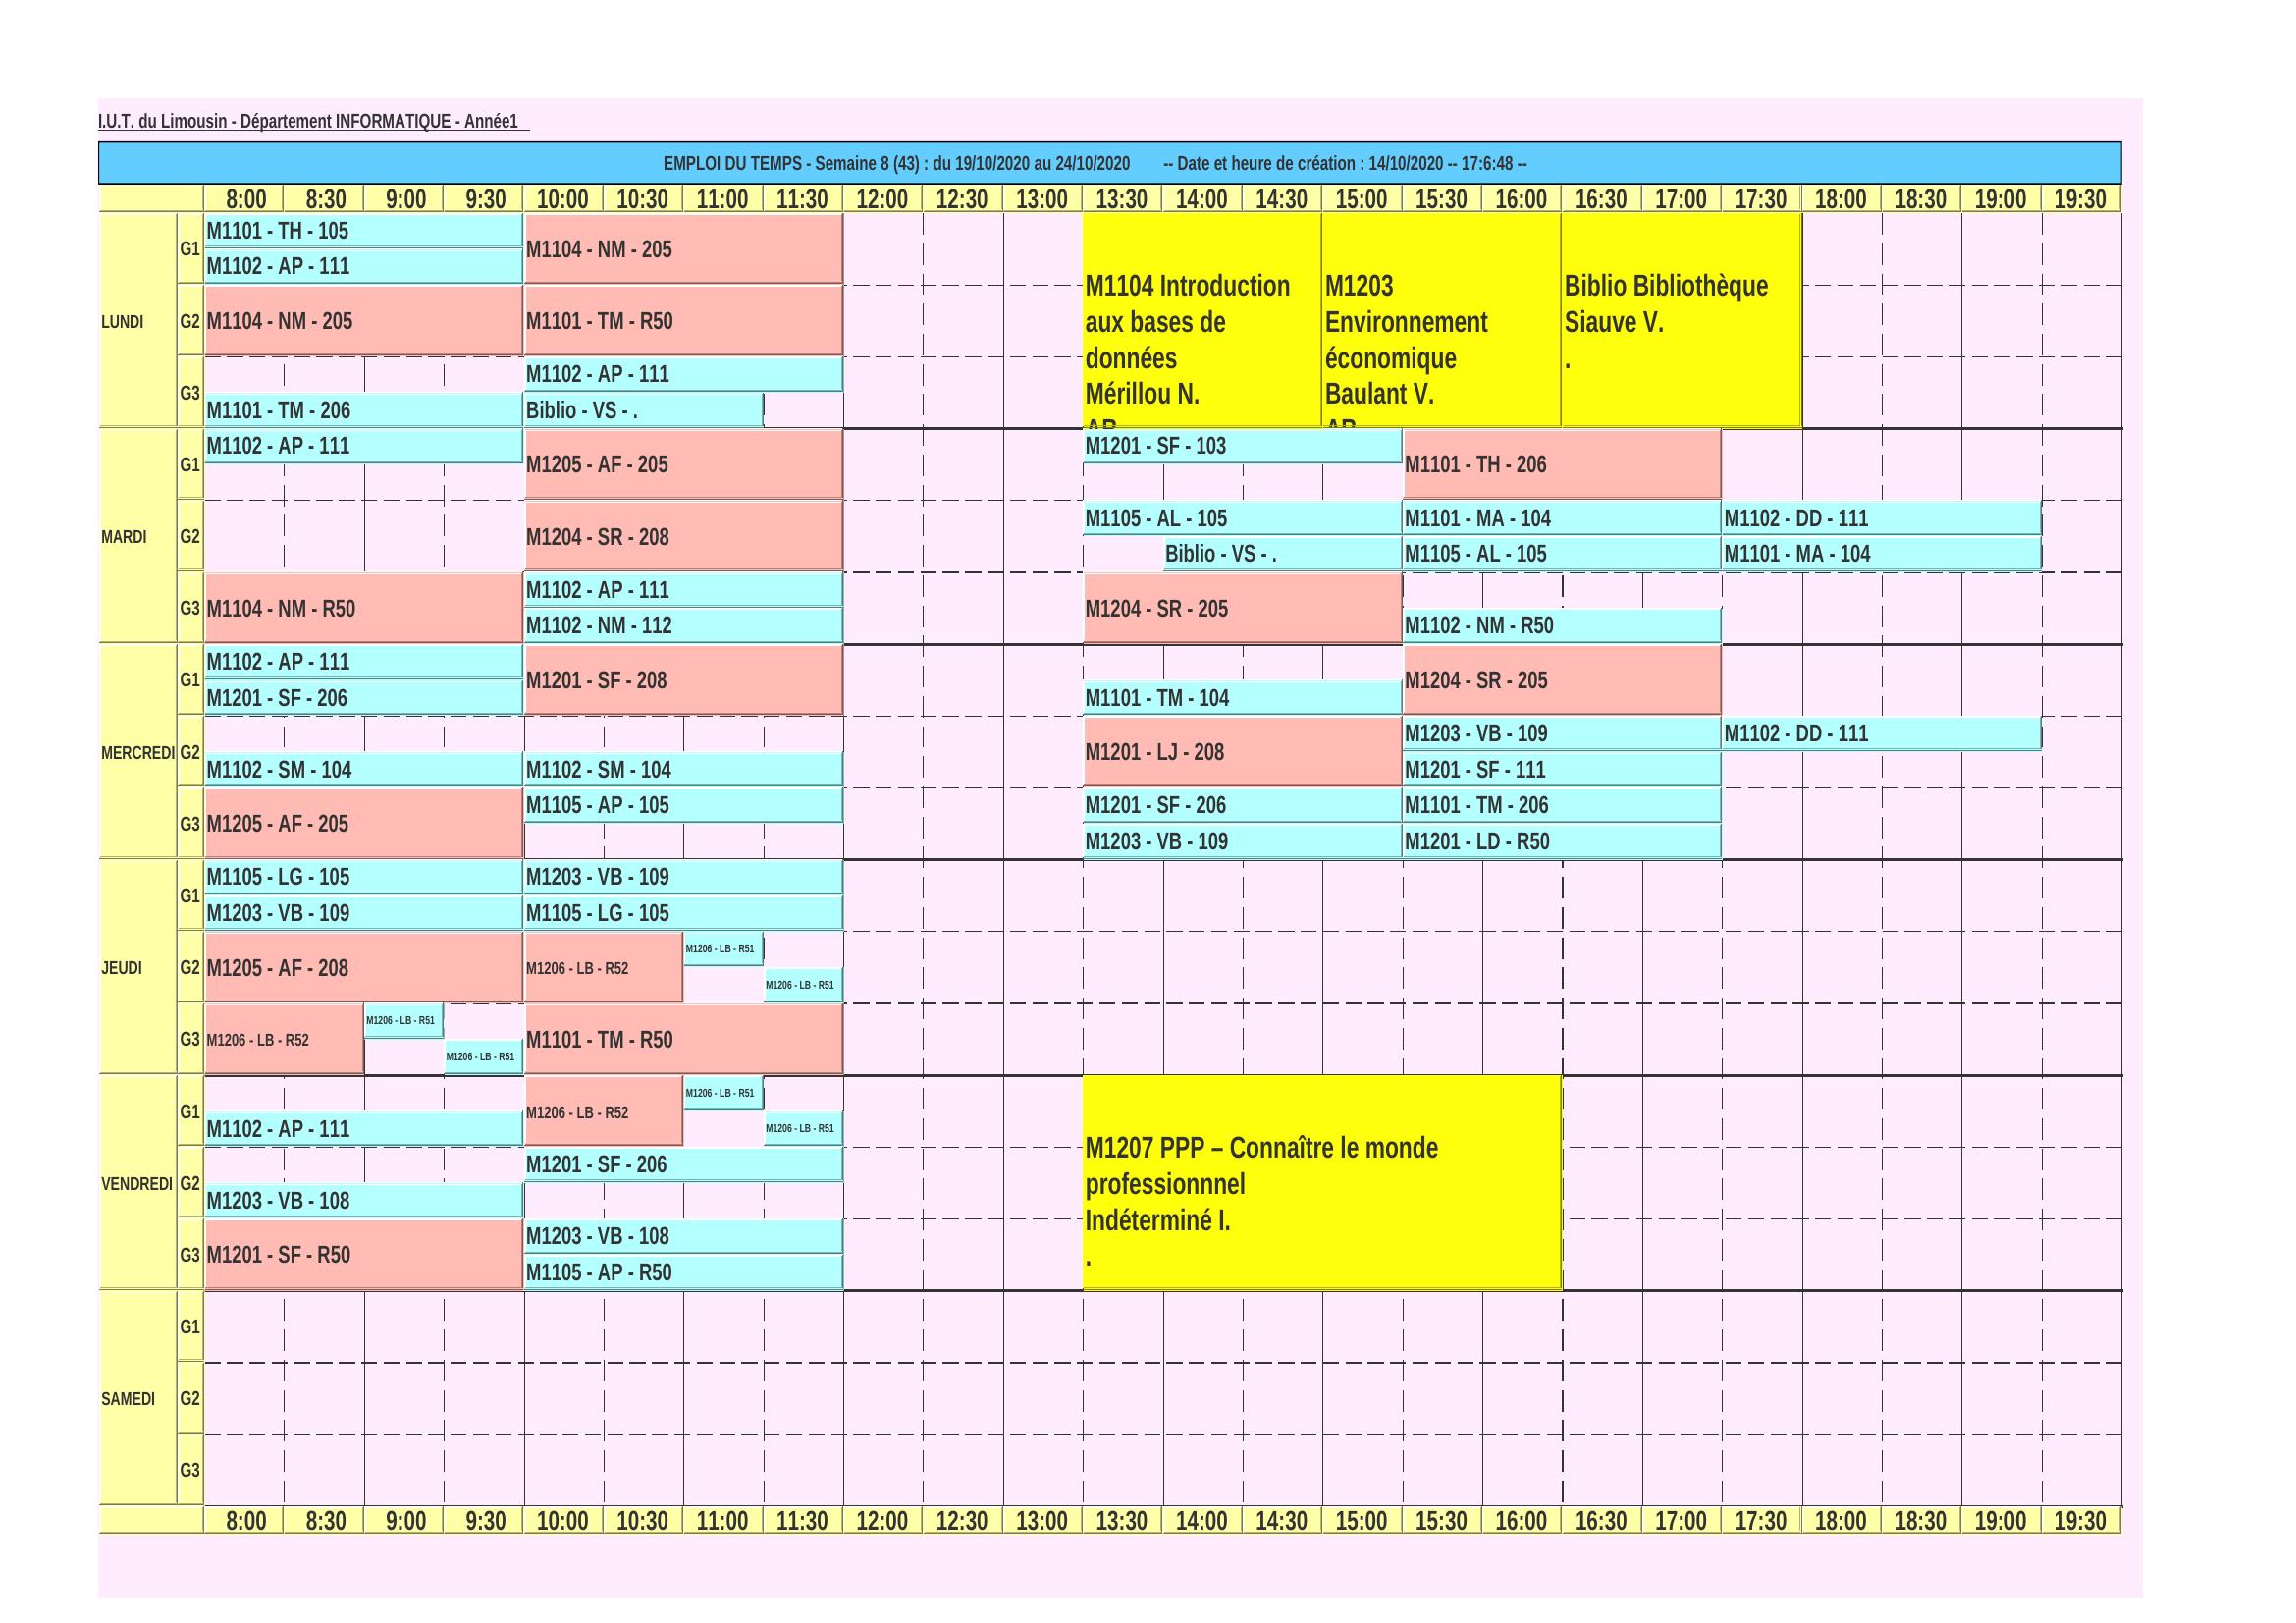 I.U.T. du Limousin - Département INFORMATIQUE - Année1
EMPLOI DU TEMPS - Semaine 8 (43) : du 19/10/2020 au 24/10/2020 -- Date et heure de création : 14/10/2020 -- 17:6:48 --
8:00 8:30 9:00 9:30 10:00 10:30 11:00 11:30 12:00 12:30 13:00 13:30 14:00 14:30 15:00 15:30 16:00 16:30 17:00 17:30 18:00 18:30 19:00 19:30
LUNDI
G1
M1101 - TH - 105
M1102 - AP - 111
M1104 - NM - 205
G2
M1104 - NM - 205
M1101 - TM - R50
G3
M1102 - AP - 111
M1101 - TM - 206
Biblio - VS - .
M1104 Introduction
aux bases de
données
Mérillou N.
M1203
Environnement
économique
Baulant V.
Biblio Bibliothèque
Siauve V.
.
MARDI
G1
M1102 - AP - 111
M1205 - AF - 205
M1201 - SF - 103
M1101 - TH - 206
G2
M1204 - SR - 208
M1105 - AL - 105
M1101 - MA - 104
M1102 - DD - 111
Biblio - VS - .
M1105 - AL - 105
M1101 - MA - 104
G3
M1104 - NM - R50
M1102 - AP - 111
M1102 - NM - 112
M1204 - SR - 205
M1102 - NM - R50
MERCREDI
G1
M1102 - AP - 111
M1201 - SF - 206
M1201 - SF - 208
M1101 - TM - 104
M1204 - SR - 205
G2
M1102 - SM - 104
M1102 - SM - 104
M1201 - LJ - 208
M1203 - VB - 109
M1102 - DD - 111
M1201 - SF - 111
G3
M1205 - AF - 205
M1105 - AP - 105
M1201 - SF - 206
M1101 - TM - 206
M1203 - VB - 109
M1201 - LD - R50
JEUDI
G1
M1105 - LG - 105
M1203 - VB - 109
M1203 - VB - 109
M1105 - LG - 105
G2
M1205 - AF - 208
M1206 - LB - R52
M1206 - LB - R51
M1206 - LB - R51
G3
M1206 - LB - R52
M1206 - LB - R51
M1206 - LB - R51
M1101 - TM - R50
VENDREDI
G1
M1102 - AP - 111
M1206 - LB - R52
M1206 - LB - R51
M1206 - LB - R51
G2
M1203 - VB - 108
M1201 - SF - 206
G3
M1201 - SF - R50
M1203 - VB - 108
M1105 - AP - R50
M1207 PPP – Connaître le monde
professionnnel
Indéterminé I.
.
SAMEDI
G1
G2
G3
8:00 8:30 9:00 9:30 10:00 10:30 11:00 11:30 12:00 12:30 13:00 13:30 14:00 14:30 15:00 15:30 16:00 16:30 17:00 17:30 18:00 18:30 19:00 19:30